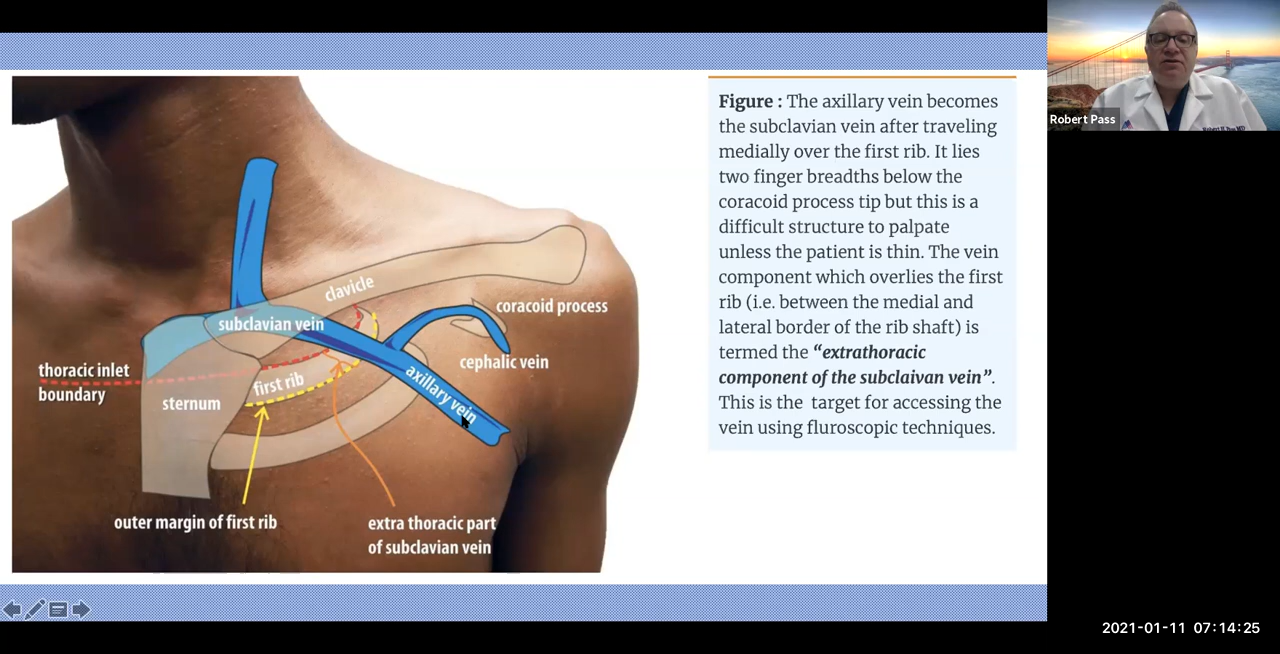 Figure : The axillary vein becomes
the subclavian vein after traveling
medially over the first rib. It lies
two finger breadths below the
coracoid process tip but this is a
difficult structure to palpate
unless the patient is thin. The vein
component which overlies the first
rib (i.e. between the medial and
lateral border of the rib shaft) is
termed the “extrathoracic
component of the subclaivan vein”.
This is the target for accessing the
vein using fluroscopic techniques.
clavicle
coracoid process
subclavian vein
cephalic vein
thoracic inlet
boundary
first rib
sternum
axillary vein
outer margin of first rib
extra thoracic part
of subclavian vein
Robert Pass
2021-01-11 07:14:25